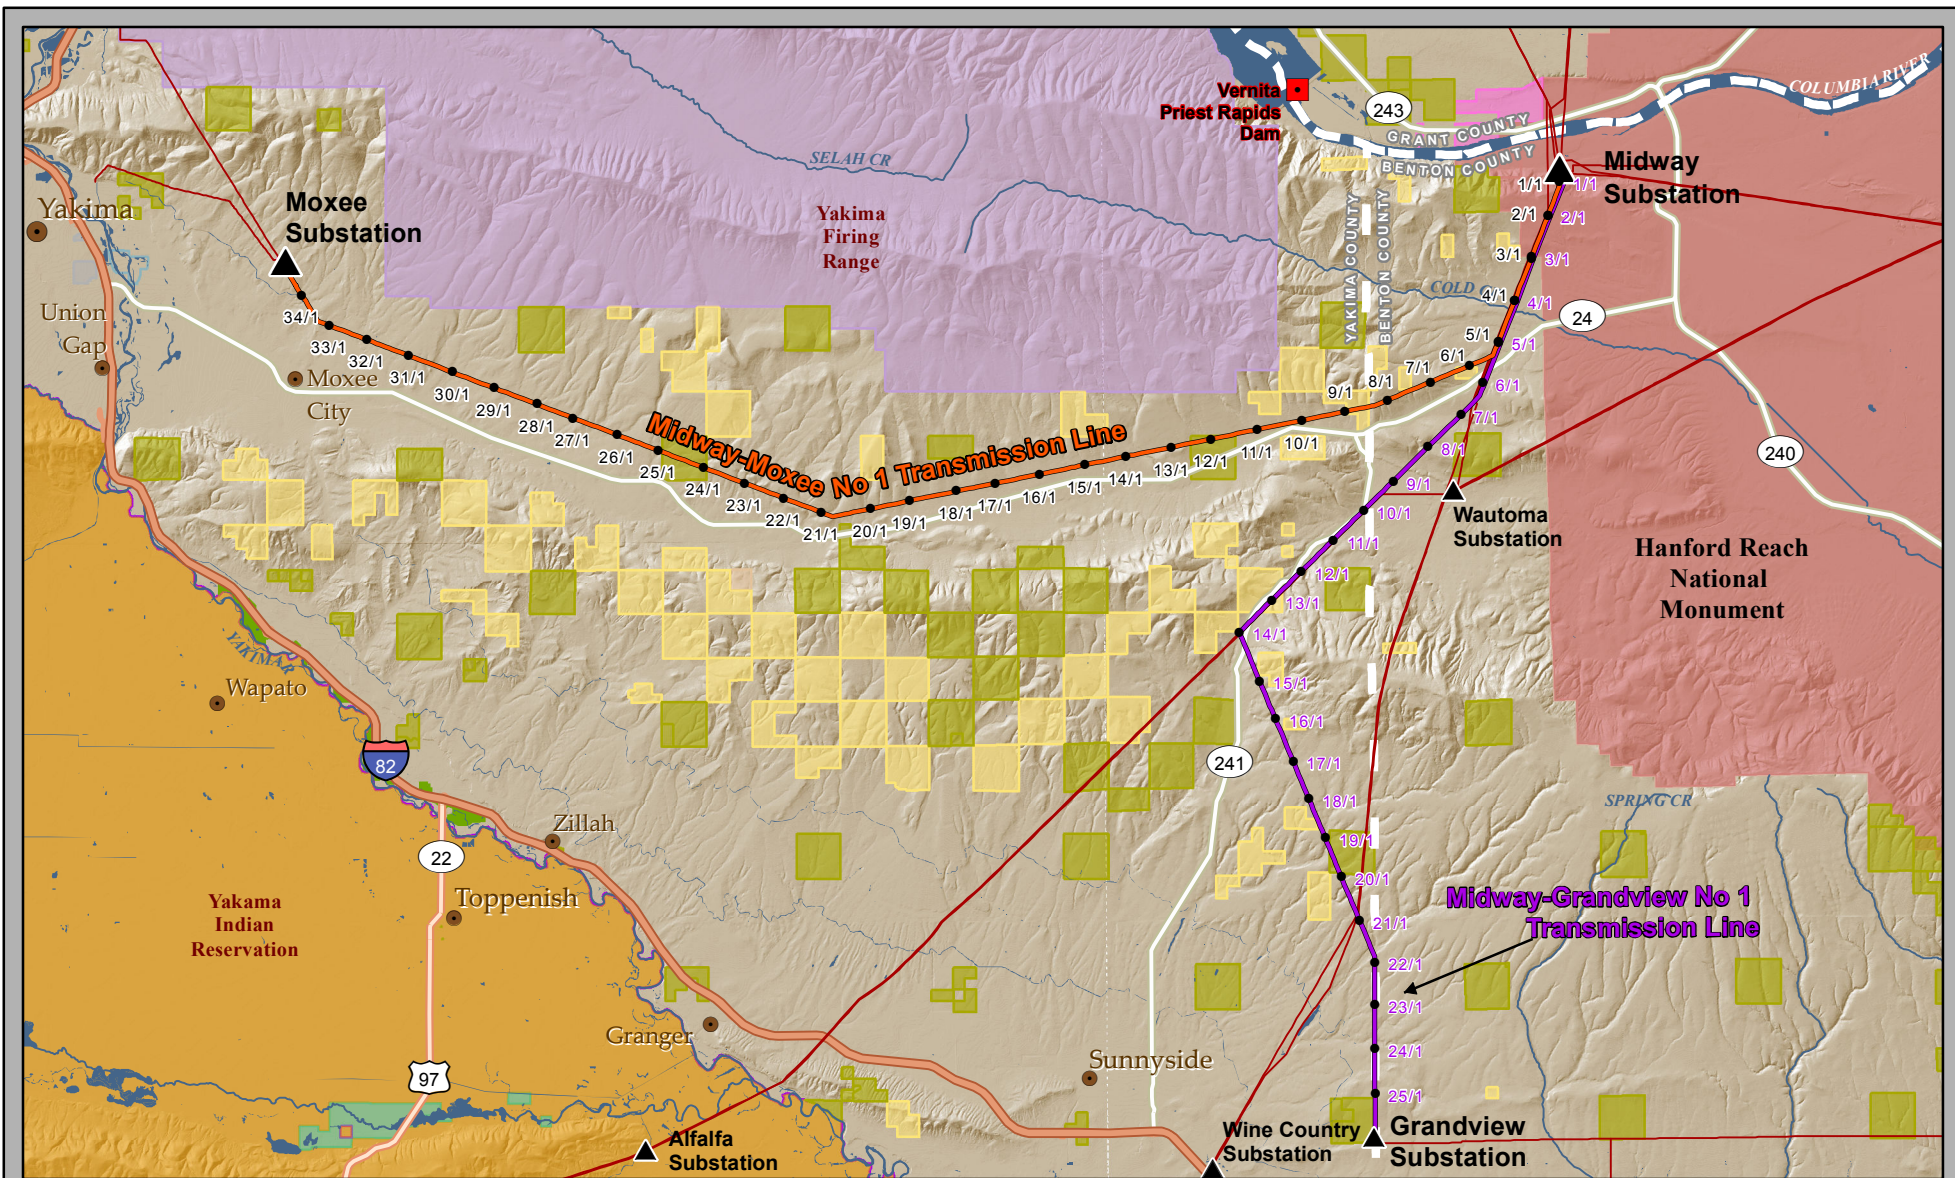 COLUMBIA RIVER
Vernita
Priest Rapids
Dam
243
GRANT COUNTY
BENTON COUNTY
SELAH CR
Midway
Substation
Moxee
Substation
Yakima
Yakima
Firing
Range
YAKIMA COUNTY
BENTON COUNTY
COLD C
24
Union
Gap
Moxee
City
240
Midway-Moxee No 1 Transmission Line
1/1
2/1
3/1
4/1
5/1
6/1
7/1
8/1
9/1
10/1
11/1
12/1
13/1
14/1
15/1
16/1
17/1
18/1
19/1
20/1
21/1
22/1
23/1
24/1
25/1
26/1
27/1
28/1
29/1
30/1
31/1
32/1
33/1
34/1
1/1
2/1
3/1
4/1
5/1
6/1
7/1
8/1
9/1
10/1
11/1
12/1
13/1
14/1
15/1
16/1
17/1
18/1
19/1
20/1
21/1
22/1
23/1
24/1
25/1
Wautoma
Substation
Hanford Reach
National
Monument
YAKIMA R
Wapato
82
241
SPRING CR
Zillah
22
Toppenish
Yakama
Indian
Reservation
Midway-Grandview No 1
Transmission Line
Granger
Sunnyside
97
Alfalfa
Substation
Wine Country
Substation
Grandview
Substation